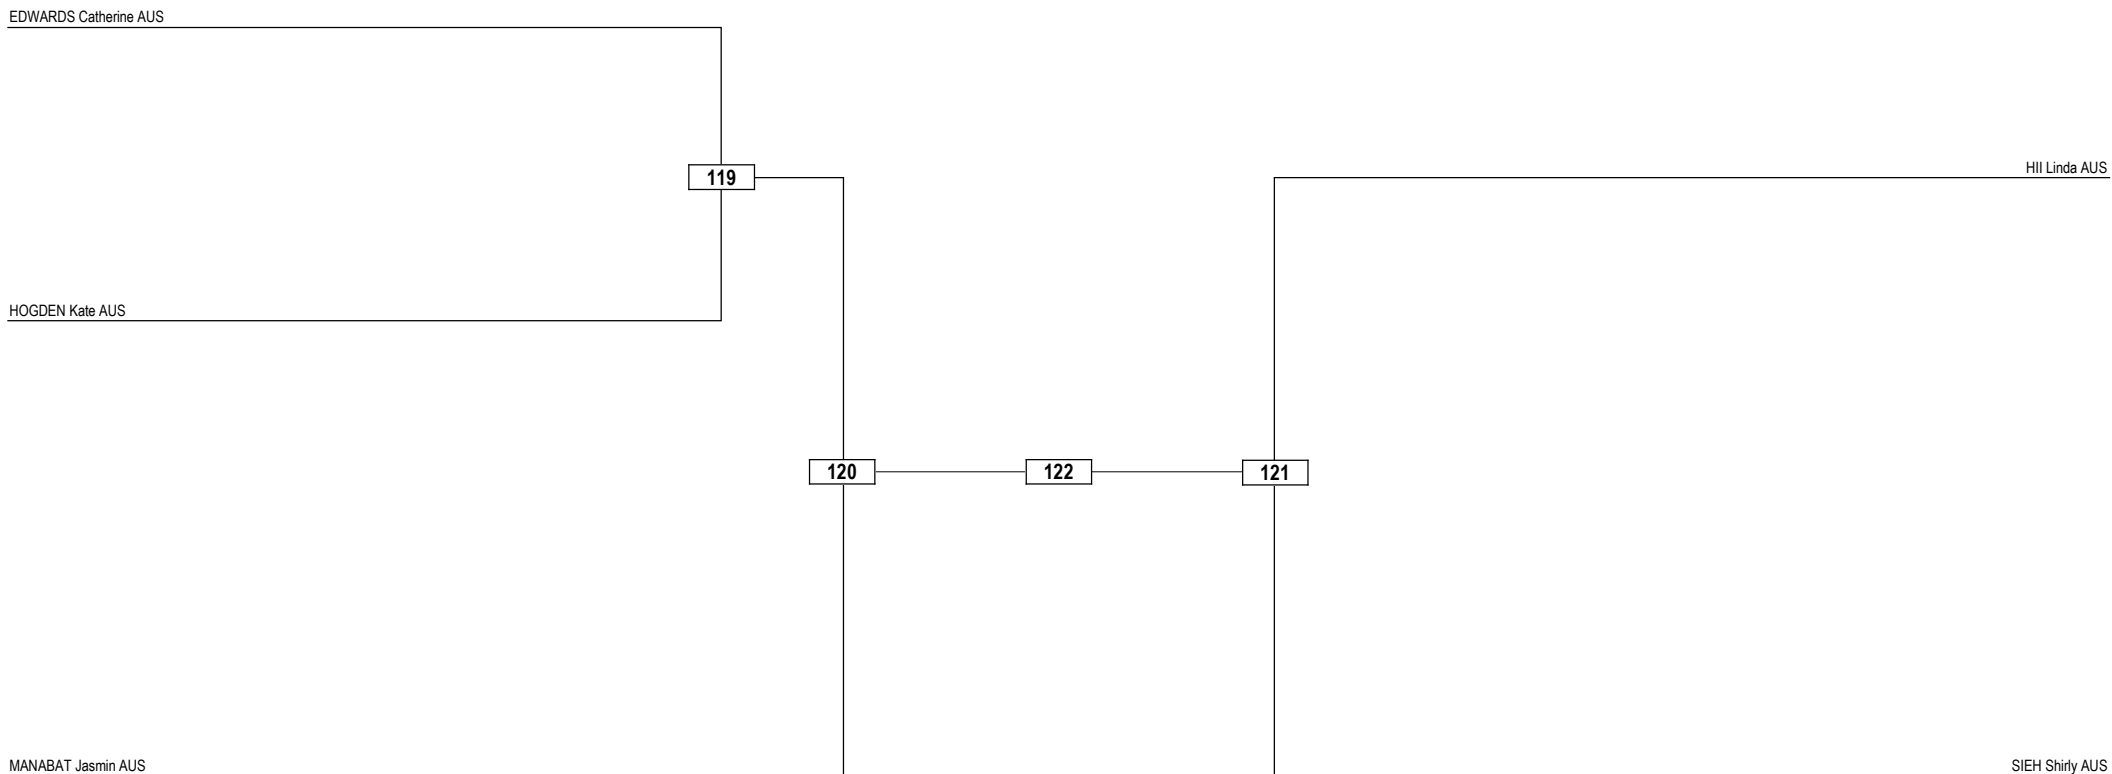 EDWARDS Catherine AUS
119
HII Linda AUS
HOGDEN Kate AUS
120
122
121
MANABAT Jasmin AUS
SIEH Shirly AUS